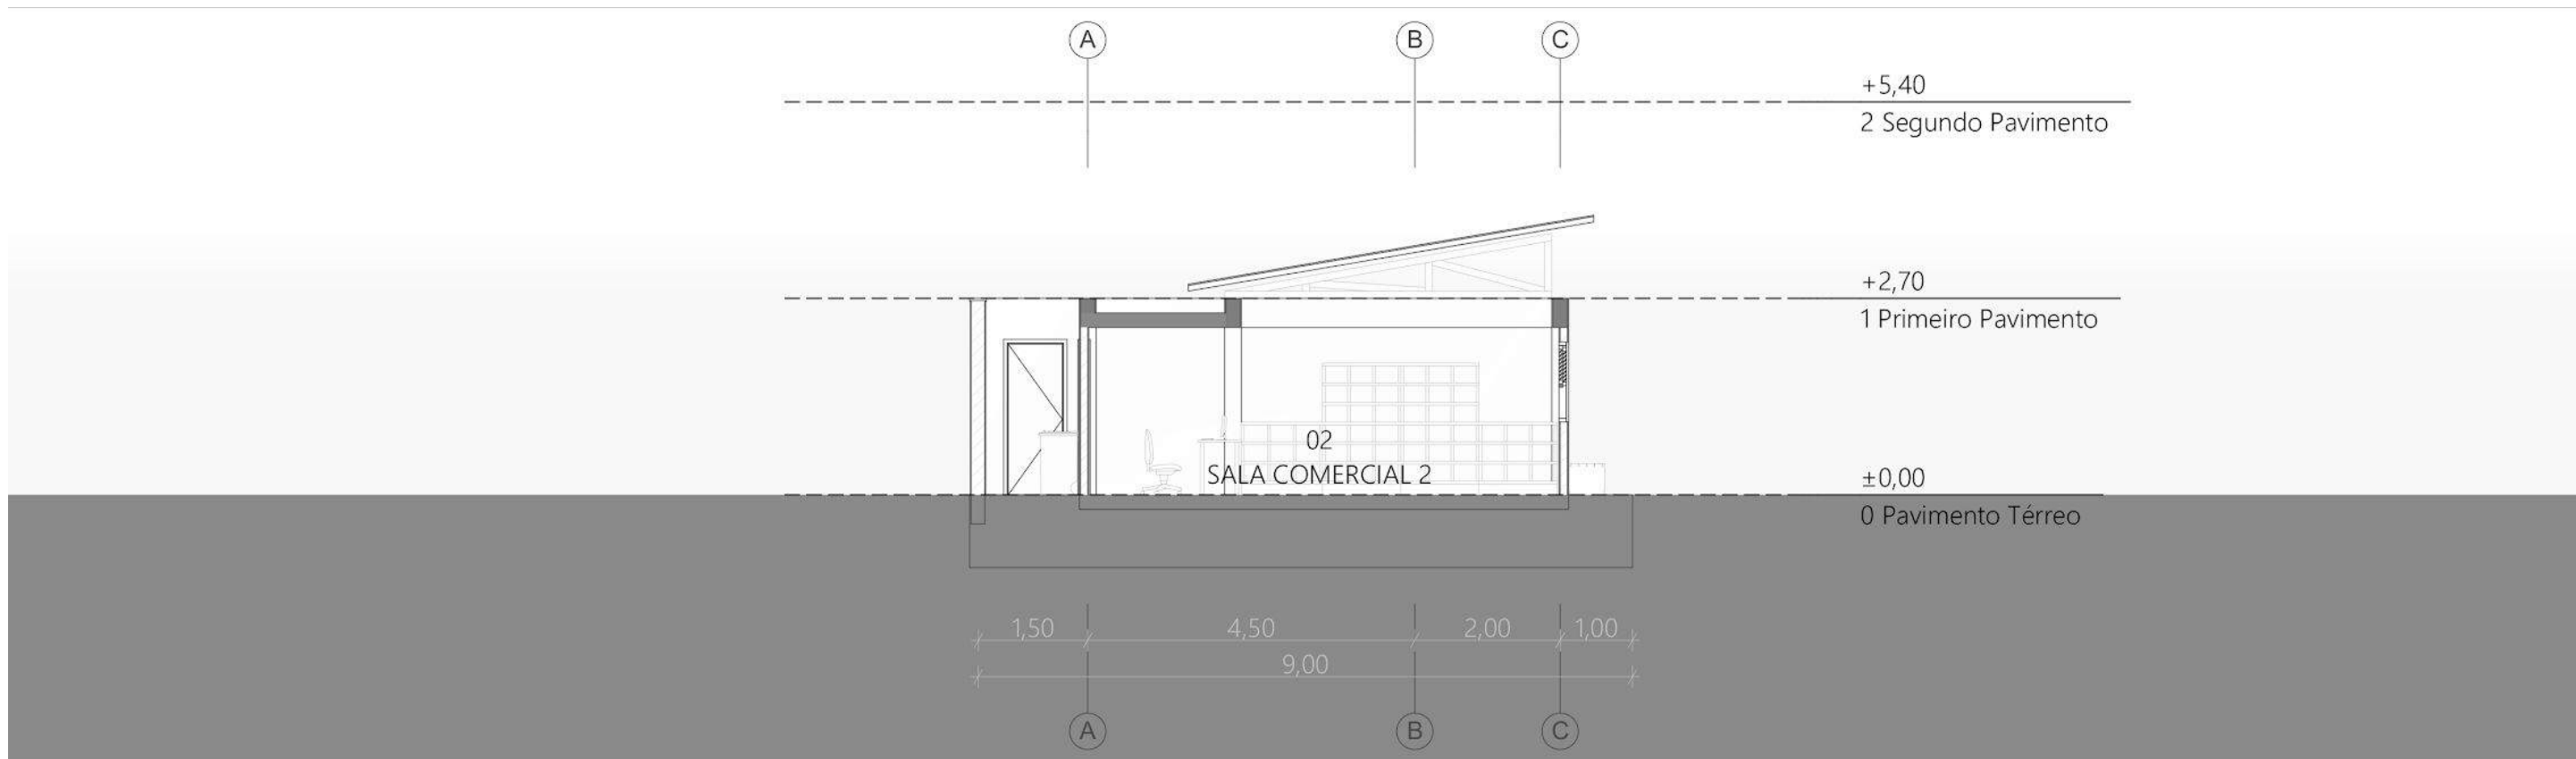 A B C
+5,40
2 Segundo Pavimento
+2,70
1 Primeiro Pavimento
02
SALA COMERCIAL 2
±0,00
0 Pavimento Térreo
1,50 4,50 2,00 1,00
9,00
A B C